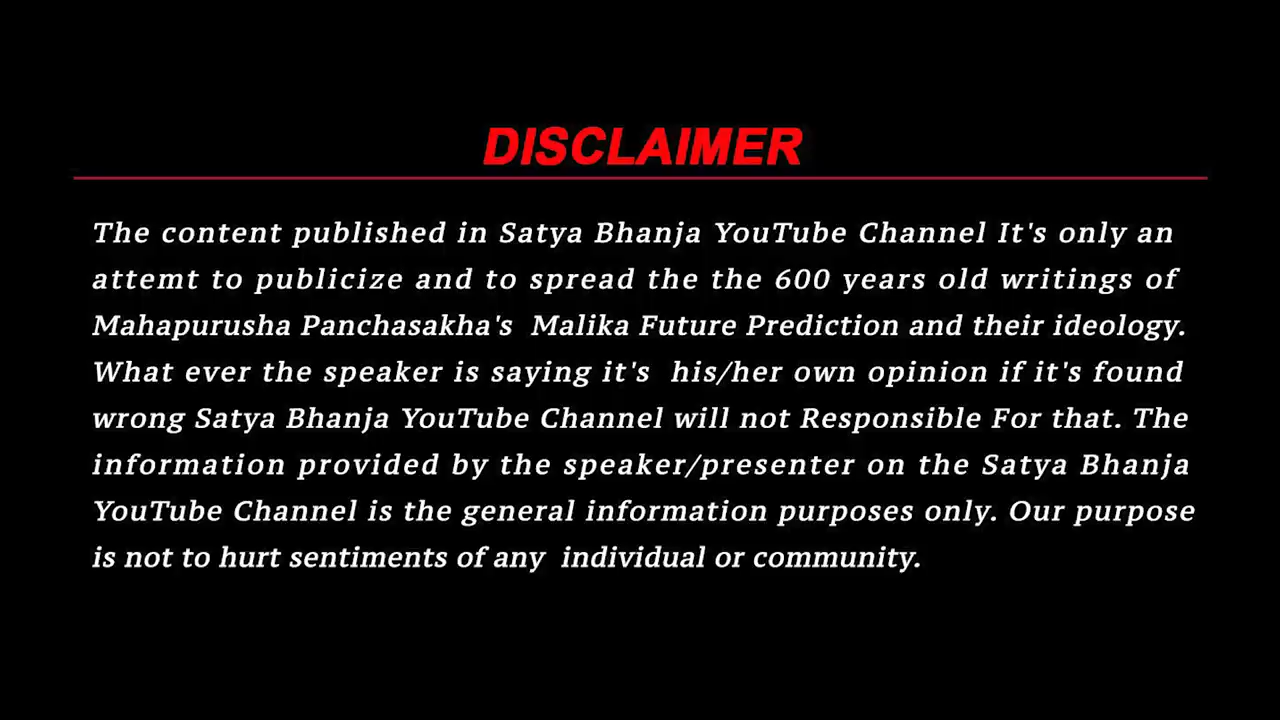 DISCLAIMER
The content published in Satya Bhanja YouTube Channel It's only an
attemt to publicize and to spread the the 600 years old writings of
Mahapurusha Panchasakha's Malika Future Prediction and their ideology.
What ever the speaker is saying it's his/her own opinion if it's found
wrong Satya Bhanja YouTube Channel will not Responsible For that. The
information provided by the speaker/presenter on the Satya Bhanja
YouTube Channel is the general information purposes only. Our purpose
is not to hurt sentiments of any individual or community.